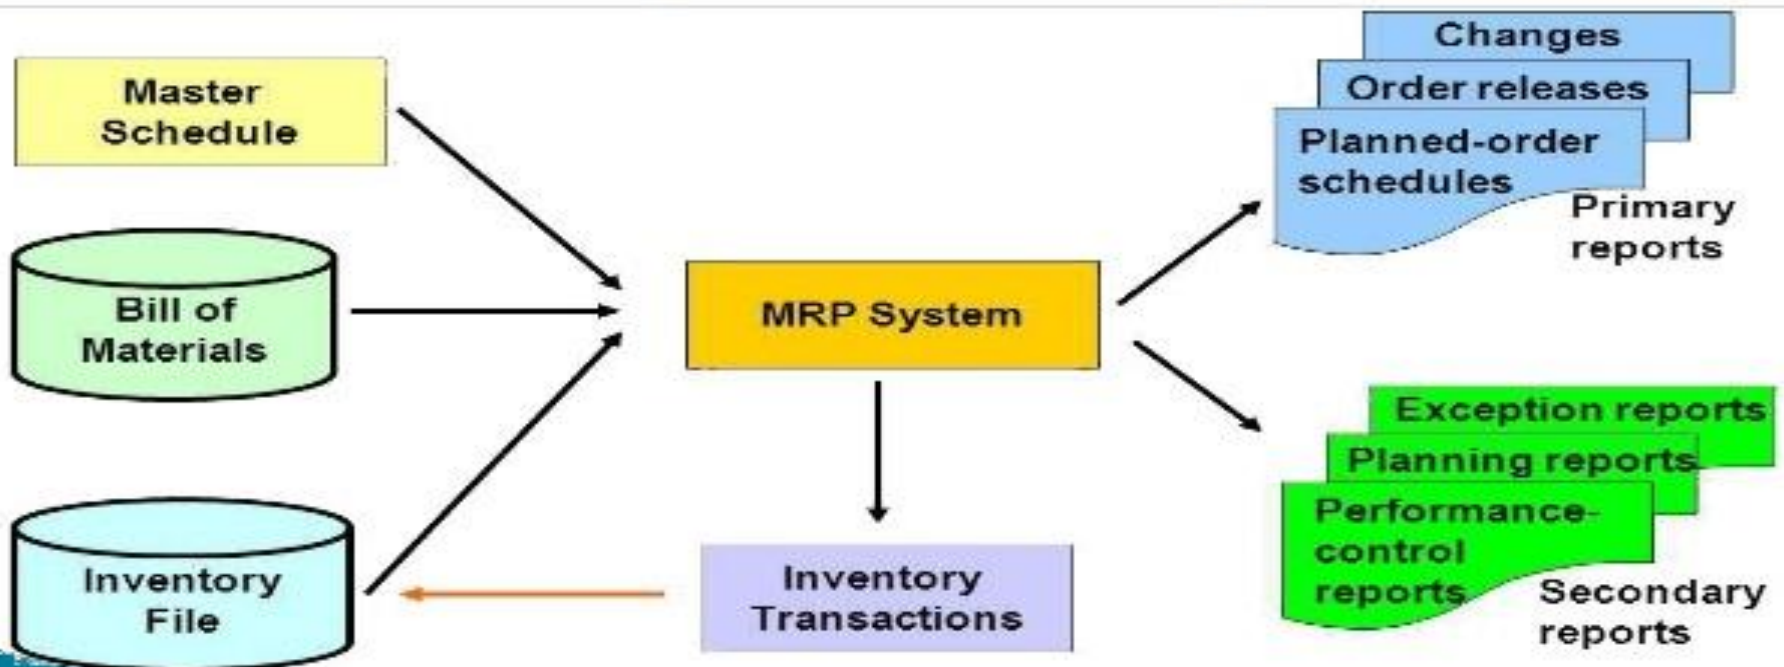 Master
Schedule
Bill of
Materials
Inventory
File
MRP System
Inventory
Transactions
Changes
Order releases
Planned-order
schedules
Primary
reports
Exception reports
Planning reports
Performance-
control
reports
Secondary
reports